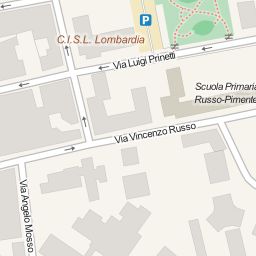 C.I.S.L. Lombardia
P
Via Luigi Prinetti
Scuola Primaria
Russo-Pimente
Via Vincenzo Russo
Via Angelo Mosso